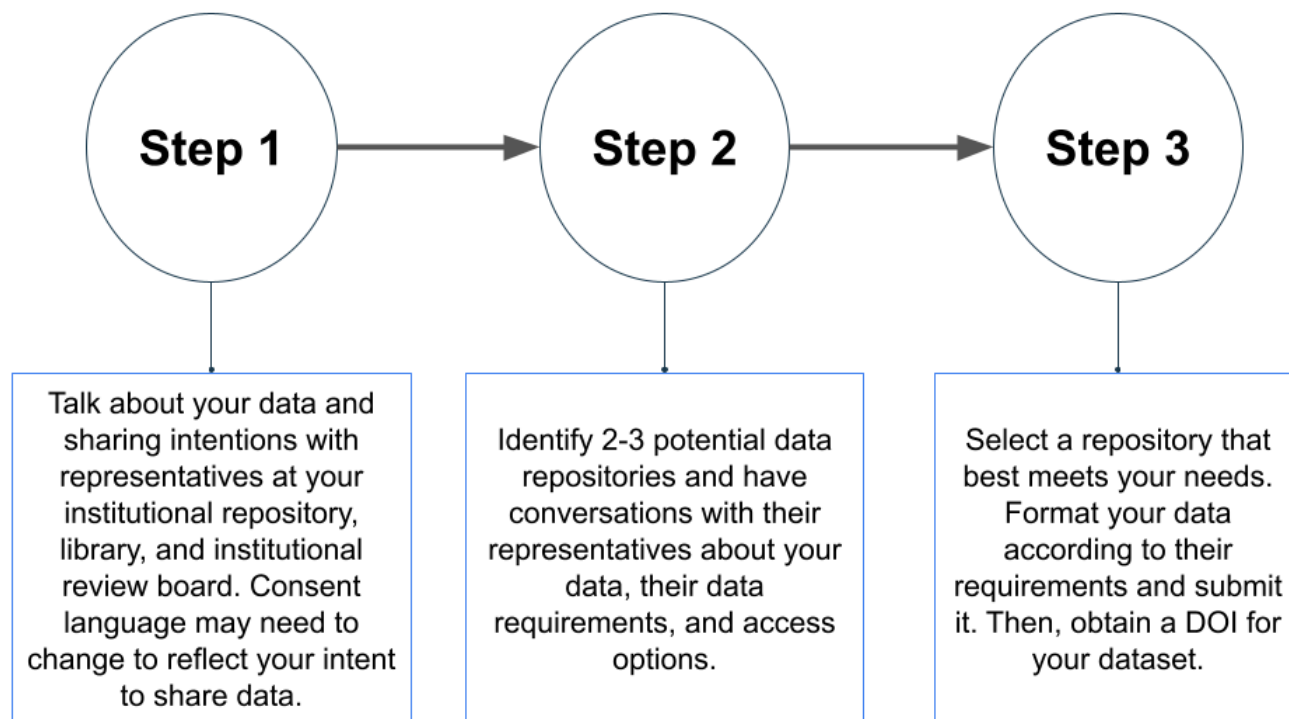 Step 1
Step 2
Step 3
Talk about your data and
sharing intentions with
representatives at your
institutional repository,
library, and institutional
review board. Consent
language may need to
change to reflect your intent
to share data.
Identify 2-3 potential data
repositories and have
conversations with their
representatives about your
data, their data
requirements, and access
options.
Select a repository that
best meets your needs.
Format your data
according to their
requirements and submit
it. Then, obtain a DOI for
your dataset.